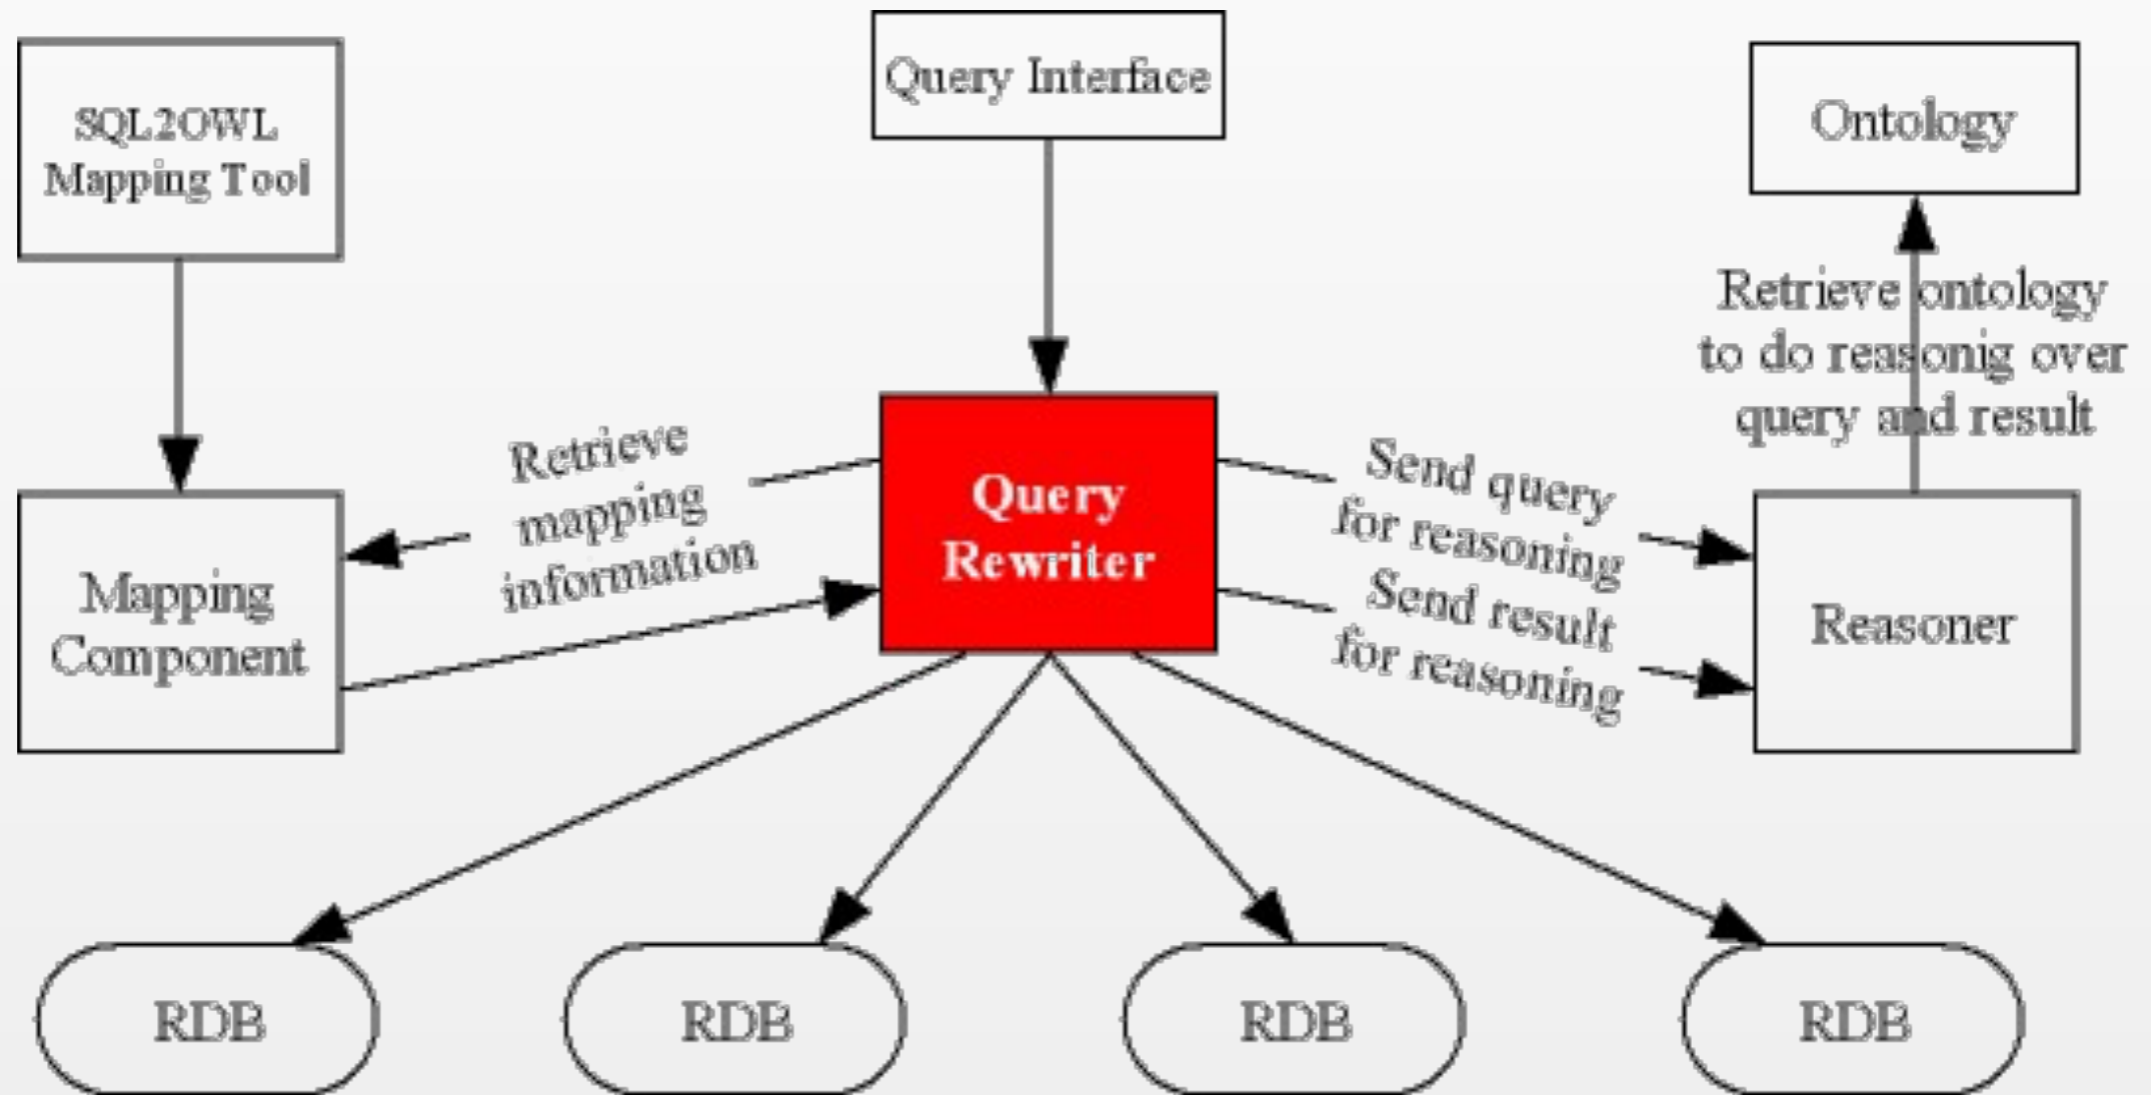 SQL2OWL
Mapping Tool
Query Interface
Ontology
Retrieve ontology
to do reasonig over
query and result
Retrieve
mapping
information
Query
Rewriter
Send query
for reasoning
Send result
for reasoning
Mapping
Component
Reasoner
RDB
RDB
RDB
RDB